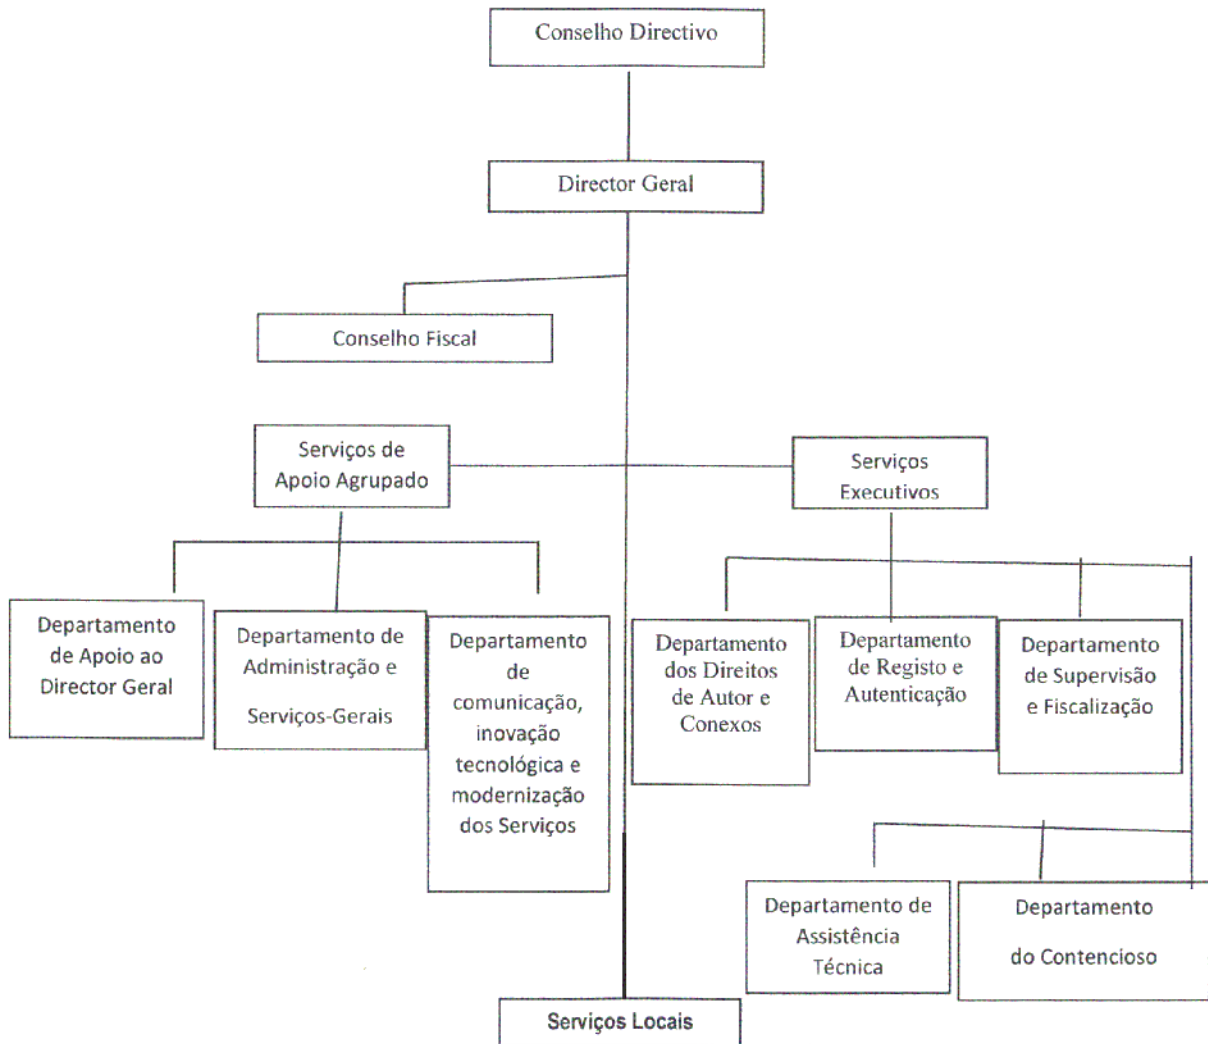 Conselho Directivo
Director Geral
Conselho Fiscal
Serviços de
Apoio Agrupado
Serviços
Executivos
Departamento
de Apoio ao
Director Geral
Departamento de
Administração e
Serviços-Gerais
Departamento
de
comunicação,
inovação
tecnológica e
modernização
dos Serviços
Departamento
dos Direitos
de Autor e
Conexos
Departamento
de Registo e
Autenticação
Departamento
de Supervisão
e Fiscalização
Departamento de
Assistência
Técnica
Departamento
do Contencioso
Serviços Locais